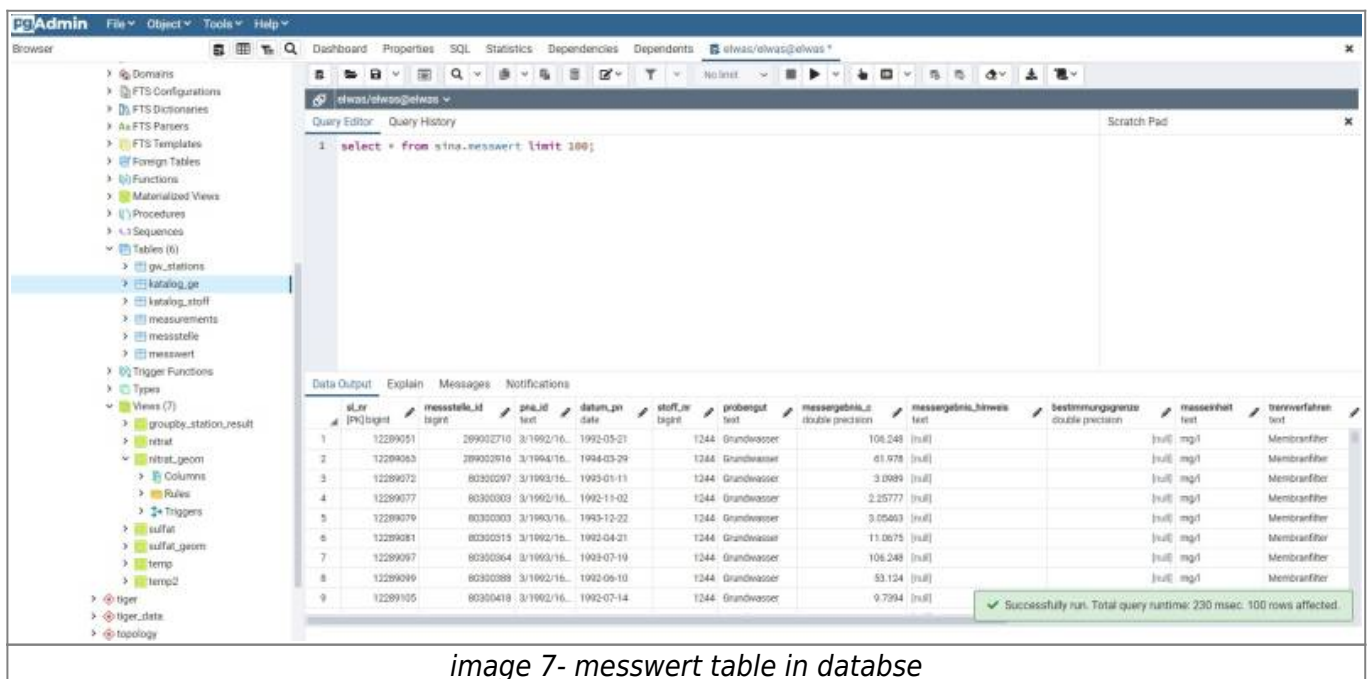 pgAdmin File Object Tools Help
Browser
Dashboard Properties SQL Statistics Dependencies Dependents elwas/elwas@elwas *
Domains
FTS Configurations
FTS Dictionaries
FTS Parsers
FTS Templates
Foreign Tables
Functions
Materialized Views
Procedures
Sequences
Tables (6)
gw_stations
katalog_ge
katalog_stoff
measurements
messstelle
messwert
Trigger Functions
Types
Views (7)
groupby_station_result
nitrat
nitrat_geom
Columns
Rules
Triggers
sulfat
sulfat_geom
temp
temp2
tiger
tiger_data
topology
No limit
elwas/elwas@elwas
Query Editor Query History
Scratch Pad
1 select * from sina.messwert limit 100;
Data Output Explain Messages Notifications
sl_nr messstelle_id pna_id datum_pn stoff_nr probengut messergebnis_c messergebnis_hinweis bestimmungsgrenze masseinheit trennverfahren
[PK] bigint bigint text date bigint text double precision text double precision text text
1 12289051 289002710 3/1992/16... 1992-05-21 1244 Grundwasser 106.248 [null] [null] mg/l Membranfilter
2 12289063 289002916 3/1994/16... 1994-03-29 1244 Grundwasser 61.978 [null] [null] mg/l Membranfilter
3 12289072 80300297 3/1993/16... 1993-01-11 1244 Grundwasser 3.0989 [null] [null] mg/l Membranfilter
4 12289077 80300303 3/1992/16... 1992-11-02 1244 Grundwasser 2.25777 [null] [null] mg/l Membranfilter
5 12289079 80300303 3/1993/16... 1993-12-22 1244 Grundwasser 3.05463 [null] [null] mg/l Membranfilter
6 12289081 80300315 3/1992/16... 1992-04-21 1244 Grundwasser 11.0675 [null] [null] mg/l Membranfilter
7 12289097 80300364 3/1993/16... 1993-07-19 1244 Grundwasser 106.248 [null] [null] mg/l Membranfilter
8 12289099 80300388 3/1992/16... 1992-06-10 1244 Grundwasser 53.124 [null] [null] mg/l Membranfilter
9 12289105 80300418 3/1992/16... 1992-07-14 1244 Grundwasser 9.7394 [null]
Successfully run. Total query runtime: 230 msec. 100 rows affected.
image 7- messwert table in databse